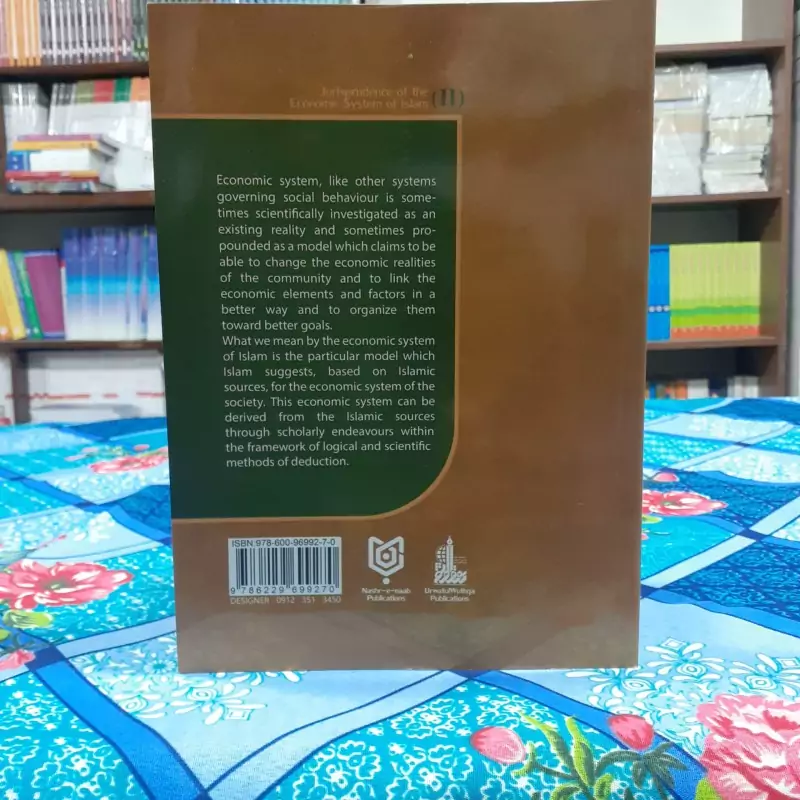 Jurisprudence of the
Economic System of Islam (II)
Economic system, like other systems
governing social behaviour is some-
times scientifically investigated as an
existing reality and sometimes pro-
pounded as a model which claims to be
able to change the economic realities
of the community and to link the
economic elements and factors in a
better way and to organize them
toward better goals.
What we mean by the economic system
of Islam is the particular model which
Islam suggests, based on Islamic
sources, for the economic system of the
society. This economic system can be
derived from the Islamic sources
through scholarly endeavours within
the framework of logical and scientific
methods of deduction.
ISBN:978-600-96992-7-0
9 786229 699270
DESIGNER 0912 351 3450
Nashr-e-naab
Publications
UrwatulWuthqa
Publications